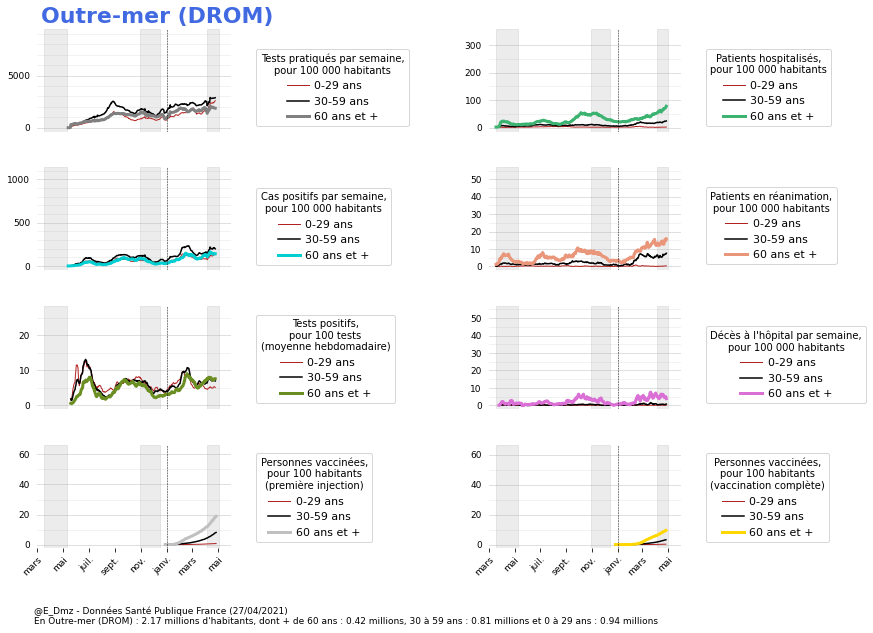 Outre-mer (DROM)
5000
0
Tests pratiqués par semaine,
pour 100 000 habitants
0-29 ans
30-59 ans
60 ans et +
300
200
100
0
Patients hospitalisés,
pour 100 000 habitants
0-29 ans
30-59 ans
60 ans et +
1000
500
0
Cas positifs par semaine,
pour 100 000 habitants
0-29 ans
30-59 ans
60 ans et +
50
40
30
20
10
0
Patients en réanimation,
pour 100 000 habitants
0-29 ans
30-59 ans
60 ans et +
20
10
0
Tests positifs,
pour 100 tests
(moyenne hebdomadaire)
0-29 ans
30-59 ans
60 ans et +
50
40
30
20
10
0
Décès à l'hôpital par semaine,
pour 100 000 habitants
0-29 ans
30-59 ans
60 ans et +
60
40
20
0
mars
mai
juil.
sept.
nov.
janv.
mars
mai
Personnes vaccinées,
pour 100 habitants
(première injection)
0-29 ans
30-59 ans
60 ans et +
60
40
20
0
mars
mai
juil.
sept.
nov.
janv.
mars
mai
Personnes vaccinées,
pour 100 habitants
(vaccination complète)
0-29 ans
30-59 ans
60 ans et +
@E_Dmz - Données Santé Publique France (27/04/2021)
En Outre-mer (DROM) : 2.17 millions d'habitants, dont + de 60 ans : 0.42 millions, 30 à 59 ans : 0.81 millions et 0 à 29 ans : 0.94 millions